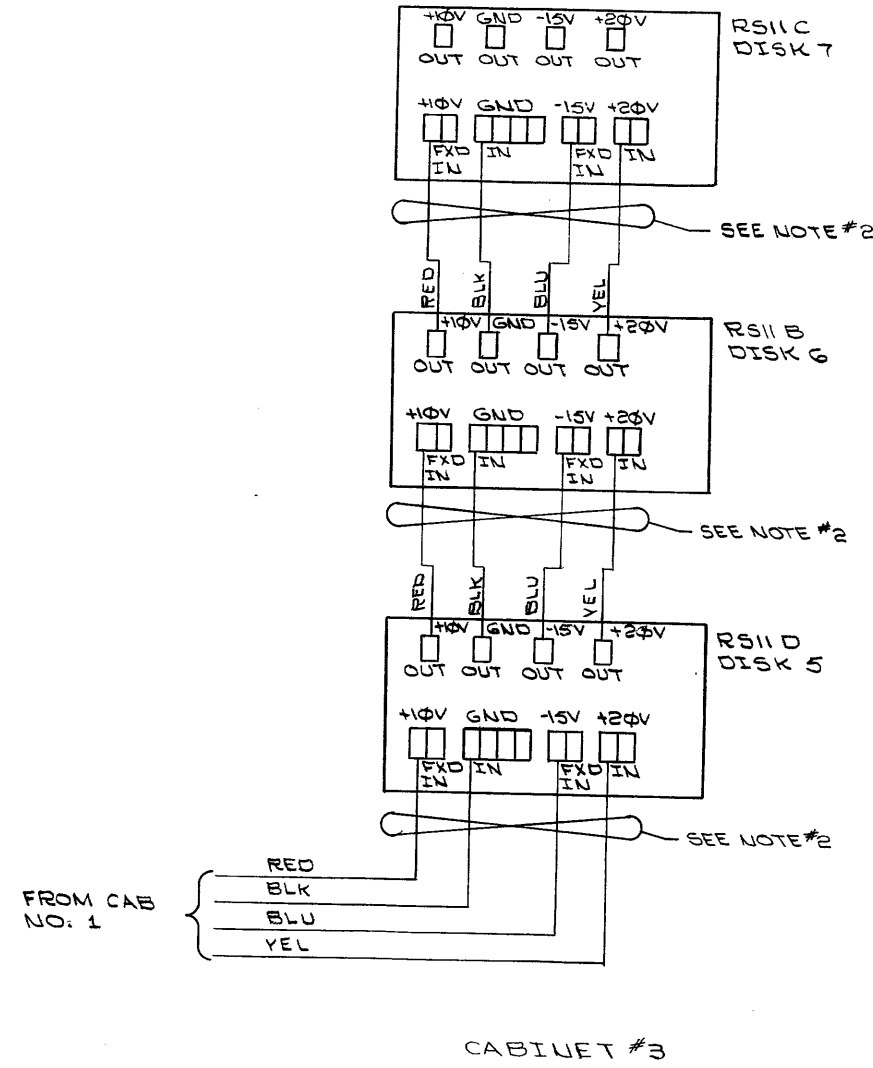 +10V GND -15V +20V
OUT OUT OUT OUT
RS11 C
DISK 7
+10V GND -15V +20V
FXD IN FXD IN
IN IN
SEE NOTE #2
RED BLK BLU YEL
+10V GND -15V +20V
OUT OUT OUT OUT
RS11 B
DISK 6
+10V GND -15V +20V
FXD IN FXD IN
IN IN
SEE NOTE #2
RED BLK BLU YEL
+10V GND -15V +20V
OUT OUT OUT OUT
RS11 D
DISK 5
+10V GND -15V +20V
FXD IN FXD IN
IN IN
SEE NOTE #2
RED
BLK
BLU
YEL
FROM CAB
NO. 1
CABINET #3